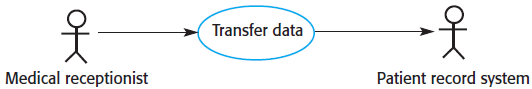 Transfer data
Medical receptionist
Patient record system